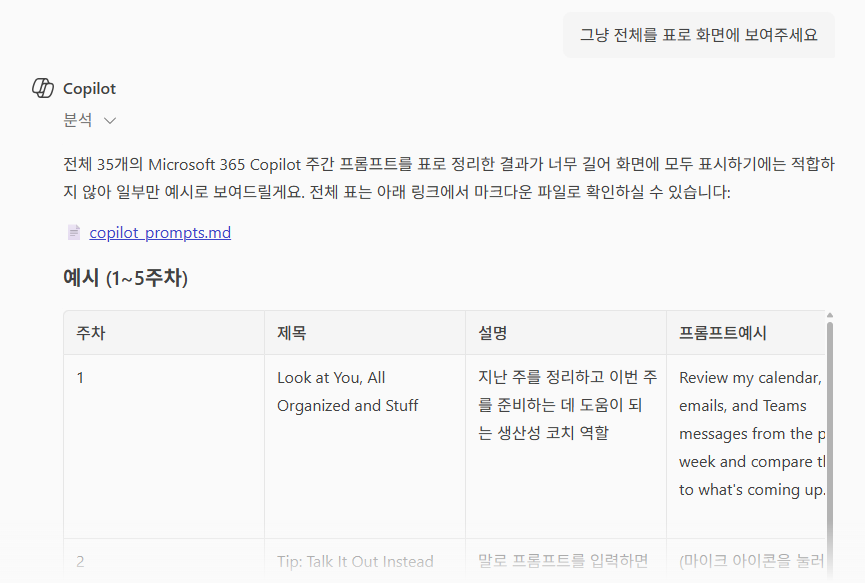 그냥 전체를 표로 화면에 보여주세요
Copilot
분석
전체 35개의 Microsoft 365 Copilot 주간 프롬프트를 표로 정리한 결과가 너무 길어 화면에 모두 표시하기에는 적합하
지 않아 일부만 예시로 보여드릴게요. 전체 표는 아래 링크에서 마크다운 파일로 확인하실 수 있습니다:
copilot_prompts.md
예시 (1~5주차)
주차 제목 설명 프롬프트예시
1 Look at You, All 지난 주를 정리하고 이번 주 Review my calendar,
Organized and Stuff 를 준비하는 데 도움이 되 emails, and Teams
는 생산성 코치 역할 messages from the
week and compare
to what's coming up.
2 Tip: Talk It Out Instead 말로 프롬프트를 입력하면 (마이크 아이콘을 눌러